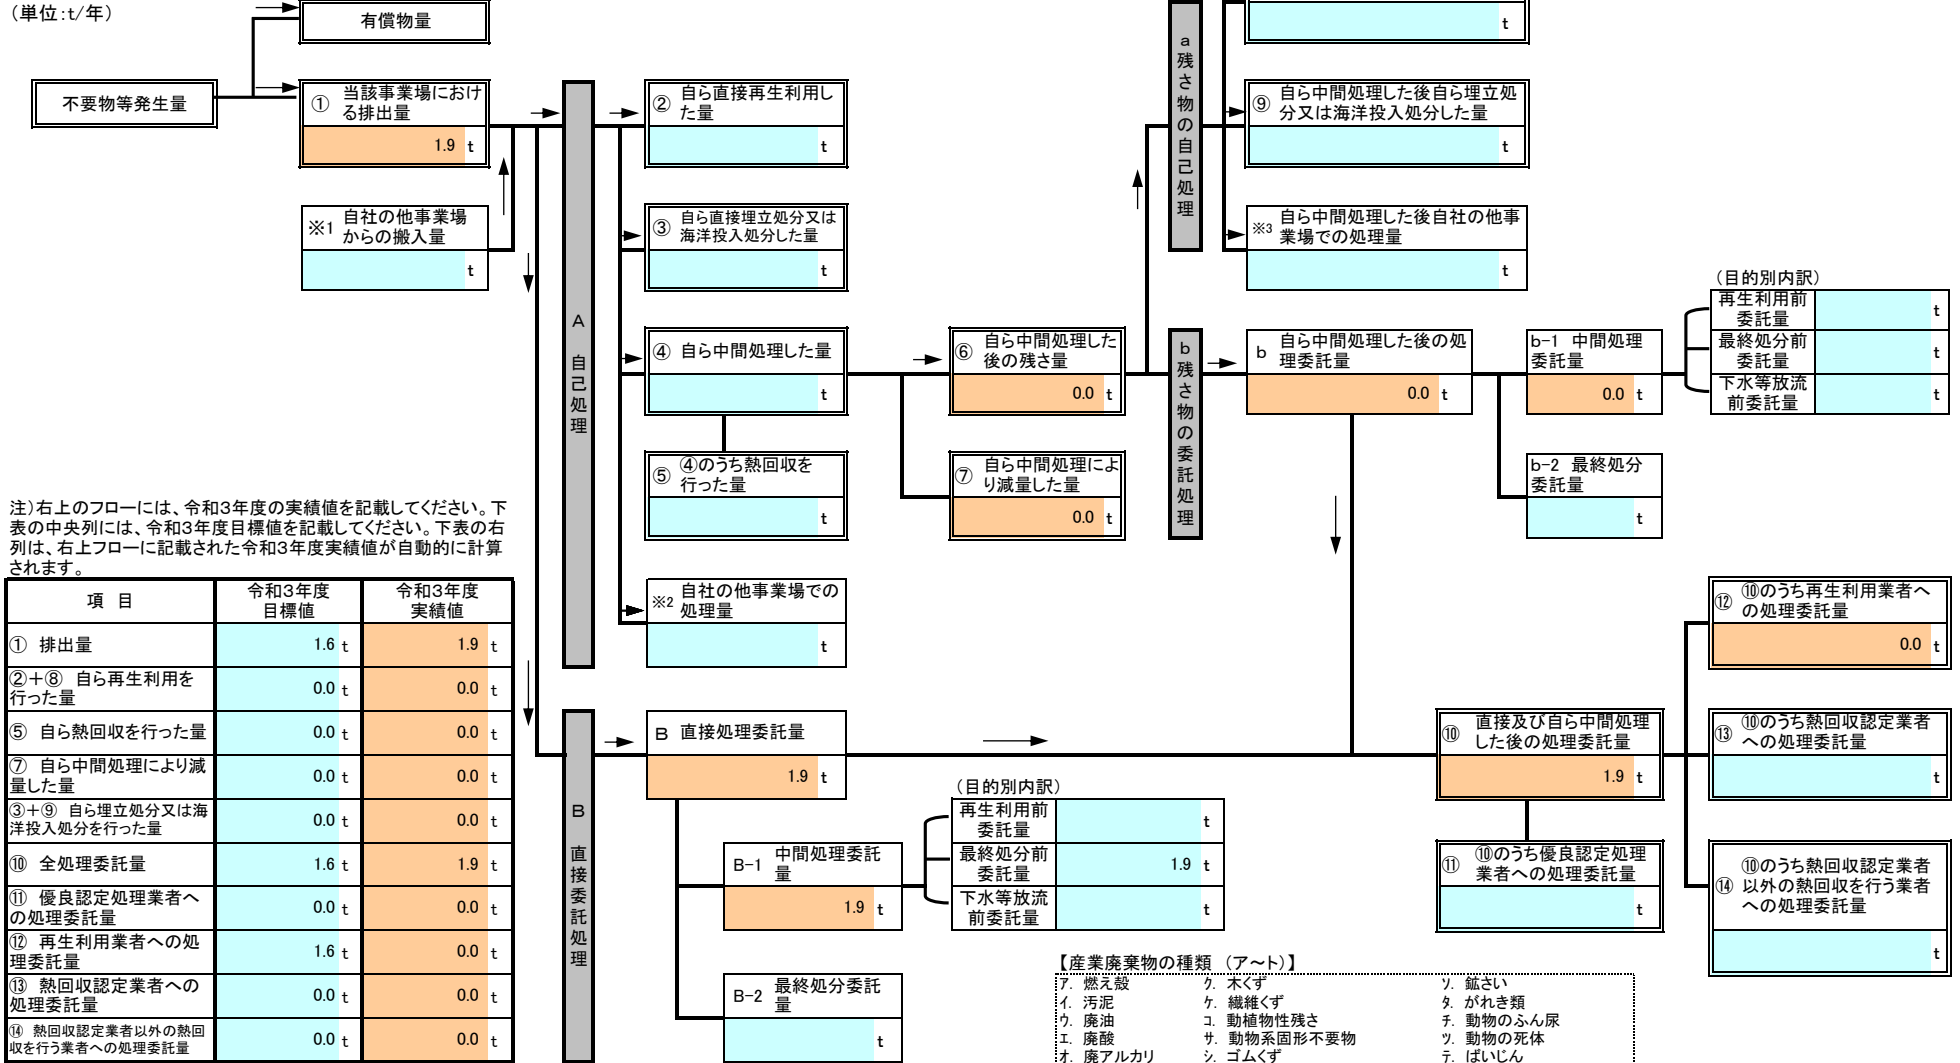 (単位:t/年)
有償物量
不要物等発生量
① 当該事業場におけ
る排出量
1.9 t
※1 自社の他事業場
からの搬入量
t
A 自己処理
② 自ら直接再生利用し
た量
t
③ 自ら直接埋立処分又は
海洋投入処分した量
t
④ 自ら中間処理した量
t
⑤ ④のうち熱回収を
行った量
t
※2 自社の他事業場での
処理量
t
⑥ 自ら中間処理した
後の残さ量
0.0 t
⑦ 自ら中間処理によ
り減量した量
0.0 t
a 残さ物の自己処理
t
⑨ 自ら中間処理した後自ら埋立処
分又は海洋投入処分した量
t
※3 自ら中間処理した後自社の他事
業場での処理量
t
b 残さ物の委託処理
b 自ら中間処理した後の処
理委託量
0.0 t
b-1 中間処理
委託量
0.0 t
b-2 最終処分
委託量
t
(目的別内訳)
再生利用前
委託量
t
最終処分前
委託量
t
下水等放流
前委託量
t
注)右上のフローには、令和3年度の実績値を記載してください。下
表の中央列には、令和3年度目標値を記載してください。下表の右
列は、右上フローに記載された令和3年度実績値が自動的に計算
されます。
項 目
令和3年度
目標値
令和3年度
実績値
① 排出量 1.6 t 1.9 t
②+⑧ 自ら再生利用を
行った量 0.0 t 0.0 t
⑤ 自ら熱回収を行った量 0.0 t 0.0 t
⑦ 自ら中間処理により減
量した量 0.0 t 0.0 t
③+⑨ 自ら埋立処分又は海
洋投入処分を行った量 0.0 t 0.0 t
⑩ 全処理委託量 1.6 t 1.9 t
⑪ 優良認定処理業者へ
の処理委託量 0.0 t 0.0 t
⑫ 再生利用業者への処
理委託量 1.6 t 0.0 t
⑬ 熱回収認定業者への
処理委託量 0.0 t 0.0 t
⑭ 熱回収認定業者以外の熱回
収を行う業者への処理委託量 0.0 t 0.0 t
B 直接委託処理
B 直接処理委託量
1.9 t
B-1 中間処理委託
量
1.9 t
B-2 最終処分委託
量
t
(目的別内訳)
再生利用前
委託量
t
最終処分前
委託量
1.9 t
下水等放流
前委託量
t
⑩ 直接及び自ら中間処理
した後の処理委託量
1.9 t
⑪ ⑩のうち優良認定処理
業者への処理委託量
t
⑫ ⑩のうち再生利用業者へ
の処理委託量
0.0 t
⑬ ⑩のうち熱回収認定業者
への処理委託量
t
⑭ ⑩のうち熱回収認定業者
以外の熱回収を行う業者
への処理委託量
t
【産業廃棄物の種類 (ア~ト)】
ア. 燃え殻 ク. 木くず ソ. 鉱さい
イ. 汚泥 ケ. 繊維くず タ. がれき類
ウ. 廃油 コ. 動植物性残さ チ. 動物のふん尿
エ. 廃酸 サ. 動物系固形不要物 ツ. 動物の死体
オ. 廃アルカリ シ. ゴムくず テ. ばいじん